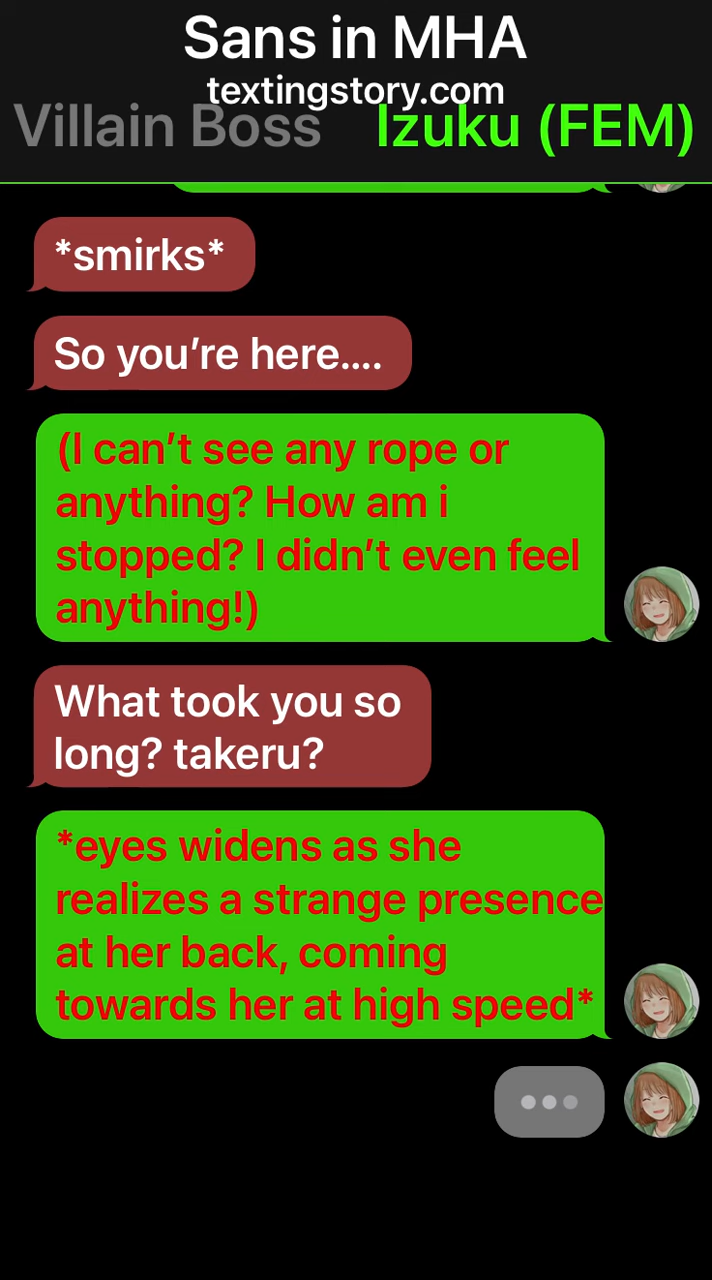 Sans in MHA
textingstory.com
Villain Boss Izuku (FEM)
*smirks*
So you’re here....
(I can’t see any rope or
anything? How am i
stopped? I didn’t even feel
anything!)
What took you so
long? takeru?
*eyes widens as she
realizes a strange presence
at her back, coming
towards her at high speed*